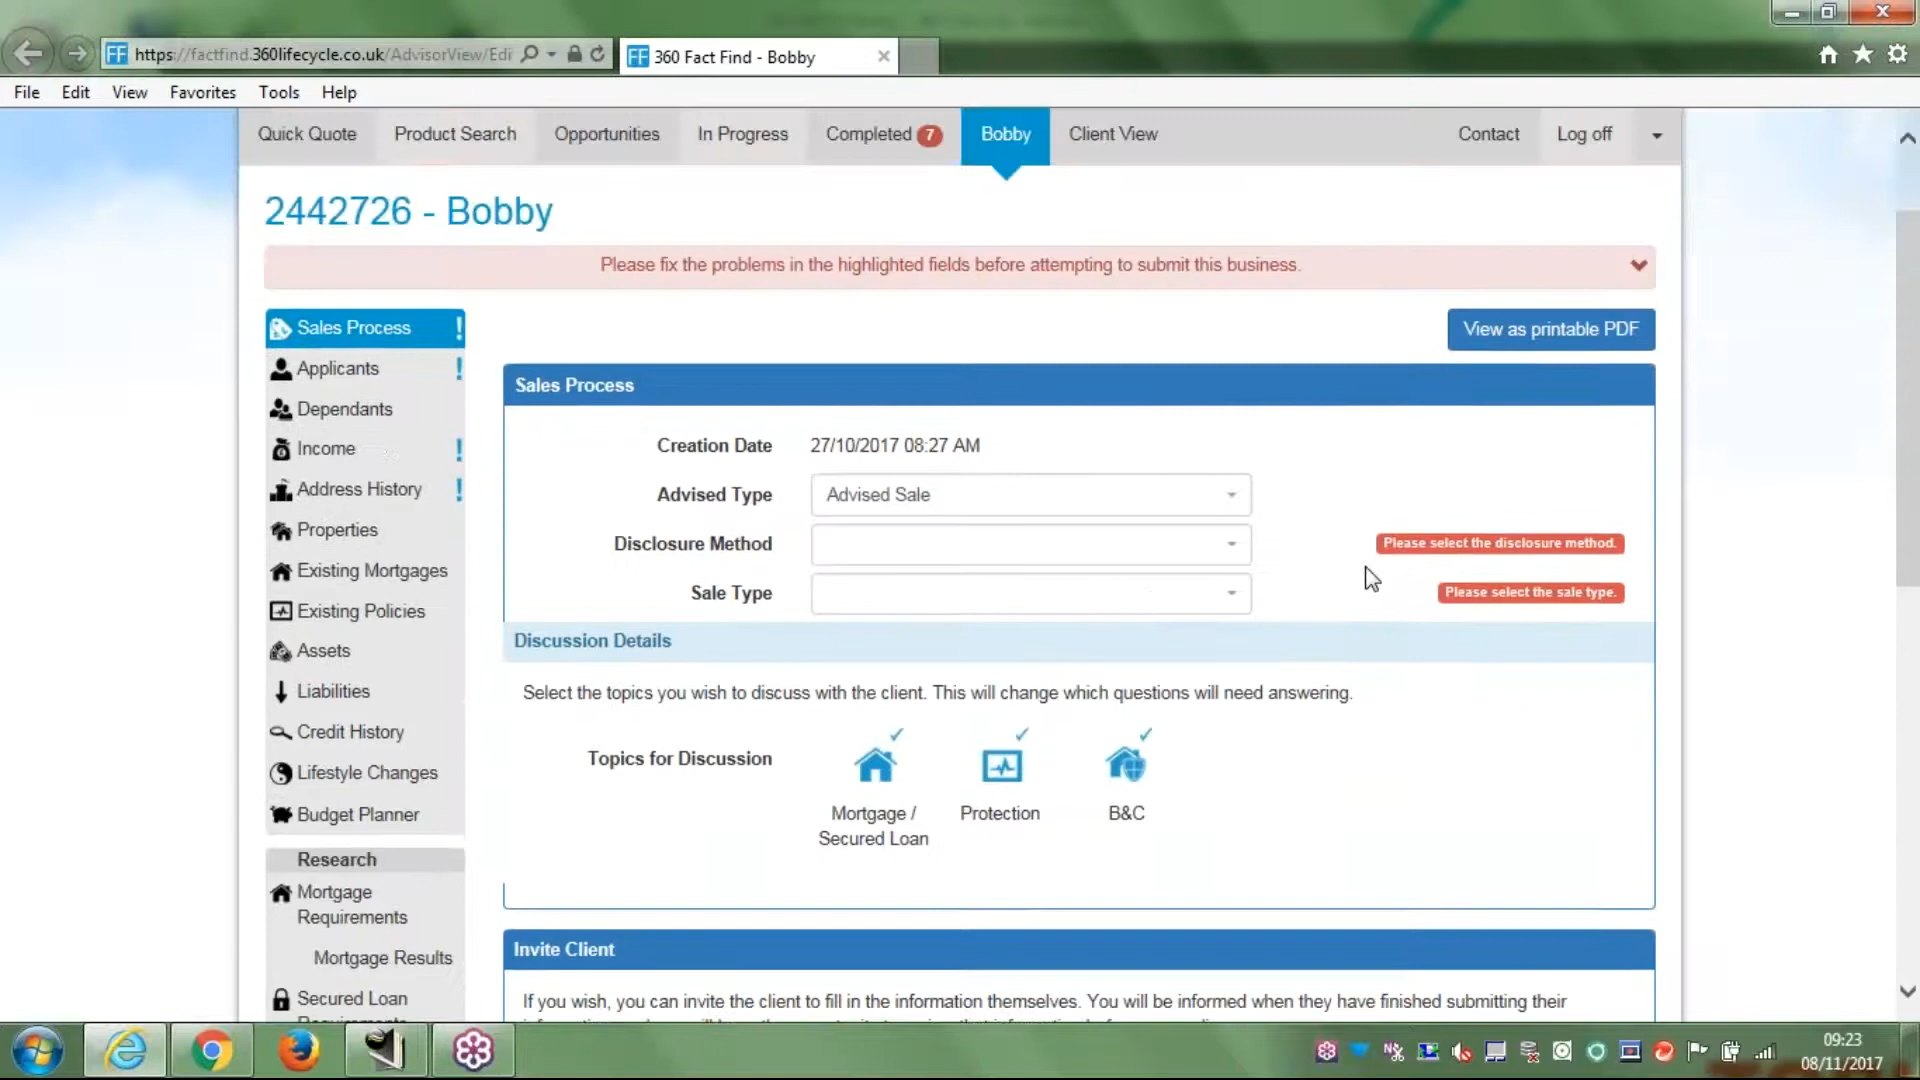 https://factfind.360lifecycle.co.uk/AdvisorView/Edi
FF 360 Fact Find - Bobby
File Edit View Favorites Tools Help
Quick Quote Product Search Opportunities In Progress Completed 7 Bobby Client View Contact Log off
2442726 - Bobby
Please fix the problems in the highlighted fields before attempting to submit this business.
Sales Process !
View as printable PDF
Applicants !
Dependants
Income !
Address History !
Properties
Existing Mortgages
Existing Policies
Assets
Liabilities
Credit History
Lifestyle Changes
Budget Planner
Research
Mortgage
Requirements
Mortgage Results
Secured Loan
Sales Process
Creation Date 27/10/2017 08:27 AM
Advised Type Advised Sale
Disclosure Method Please select the disclosure method.
Sale Type Please select the sale type.
Discussion Details
Select the topics you wish to discuss with the client. This will change which questions will need answering.
Topics for Discussion
Mortgage /
Secured Loan
Protection
B&C
Invite Client
If you wish, you can invite the client to fill in the information themselves. You will be informed when they have finished submitting their
09:23
08/11/2017